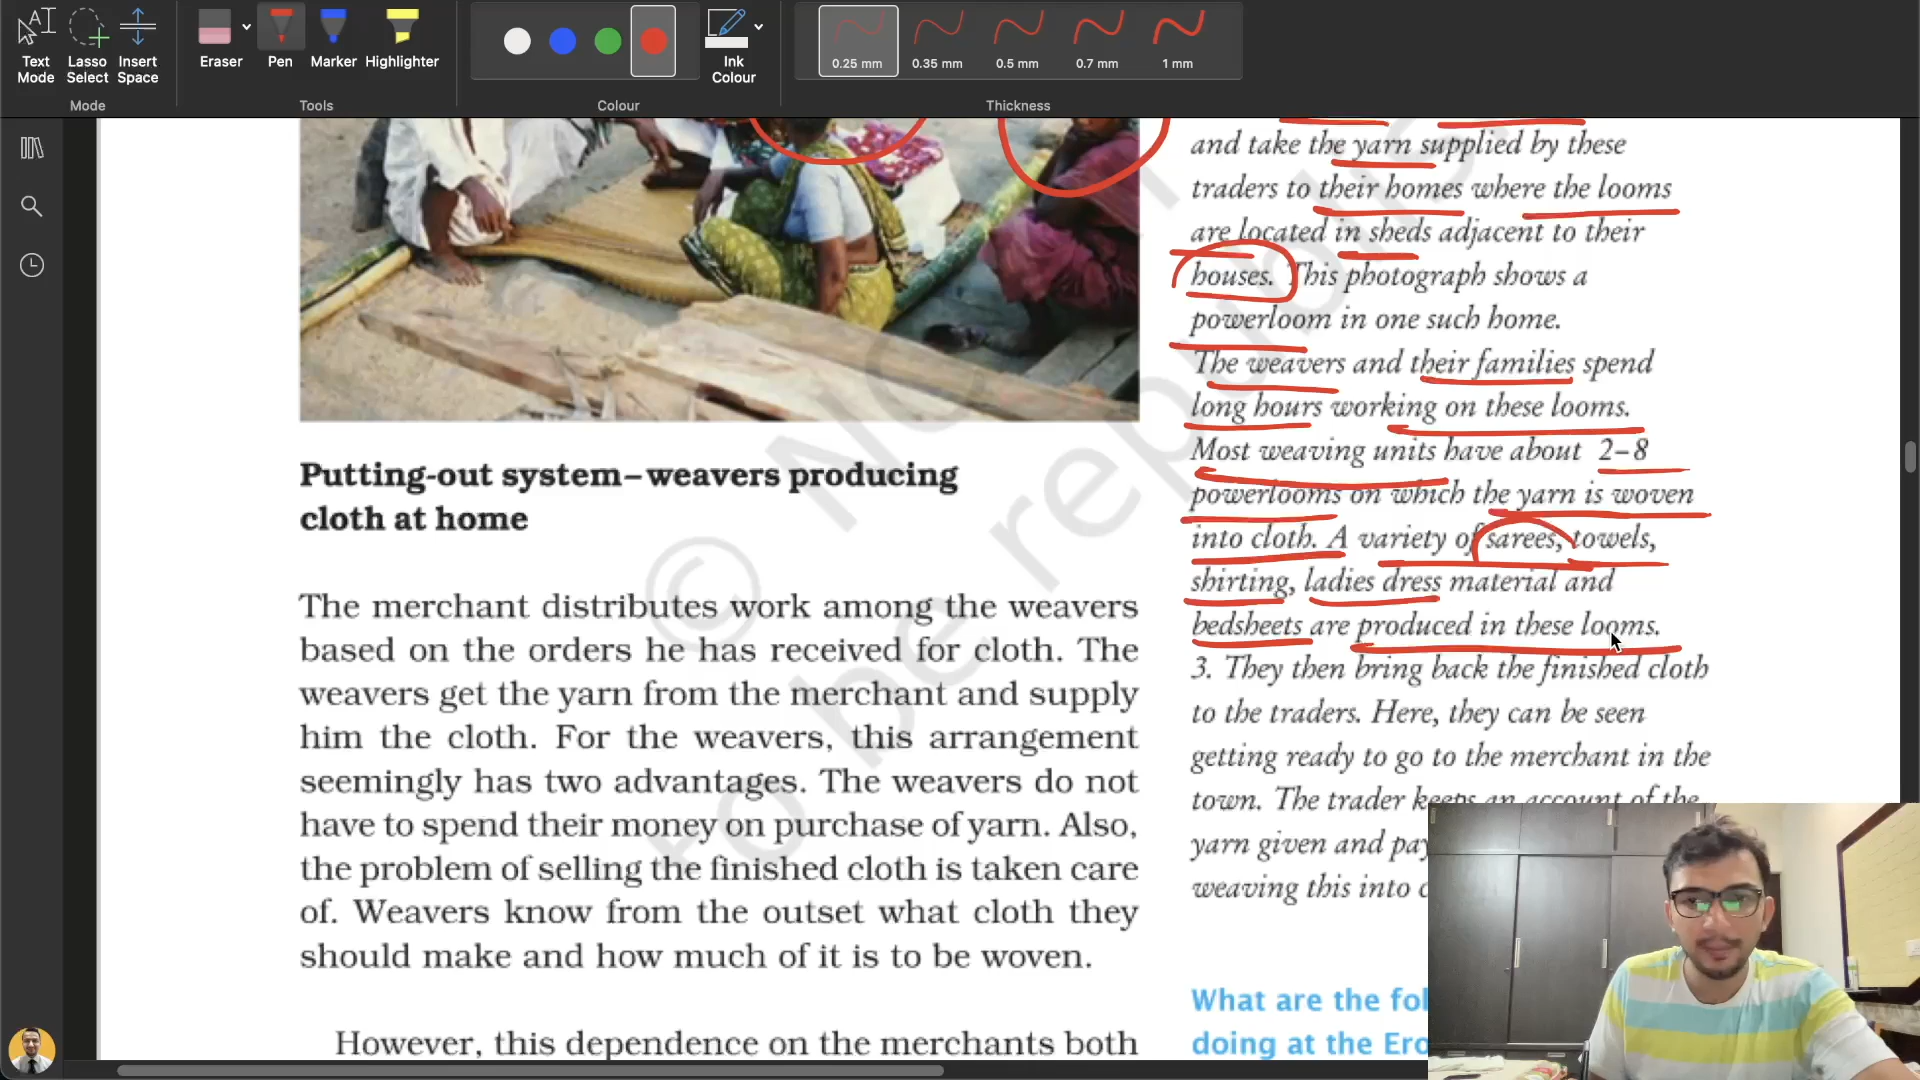 Text Mode
Lasso Select
Insert Space
Eraser
Pen
Marker
Highlighter
Ink Colour
0.25 mm
0.35 mm
0.5 mm
0.7 mm
1 mm
Mode
Tools
Colour
Thickness
Putting-out system–weavers producing
cloth at home
The merchant distributes work among the weavers
based on the orders he has received for cloth. The
weavers get the yarn from the merchant and supply
him the cloth. For the weavers, this arrangement
seemingly has two advantages. The weavers do not
have to spend their money on purchase of yarn. Also,
the problem of selling the finished cloth is taken care
of. Weavers know from the outset what cloth they
should make and how much of it is to be woven.
However, this dependence on the merchants both
and take the yarn supplied by these
traders to their homes where the looms
are located in sheds adjacent to their
houses. This photograph shows a
powerloom in one such home.
The weavers and their families spend
long hours working on these looms.
Most weaving units have about 2–8
powerlooms on which the yarn is woven
into cloth. A variety of sarees, towels,
shirting, ladies dress material and
bedsheets are produced in these looms.
3. They then bring back the finished cloth
to the traders. Here, they can be seen
getting ready to go to the merchant in the
town. The trader keeps an account of the
yarn given and pay
weaving this into c
What are the fol
doing at the Ero
©
be republis